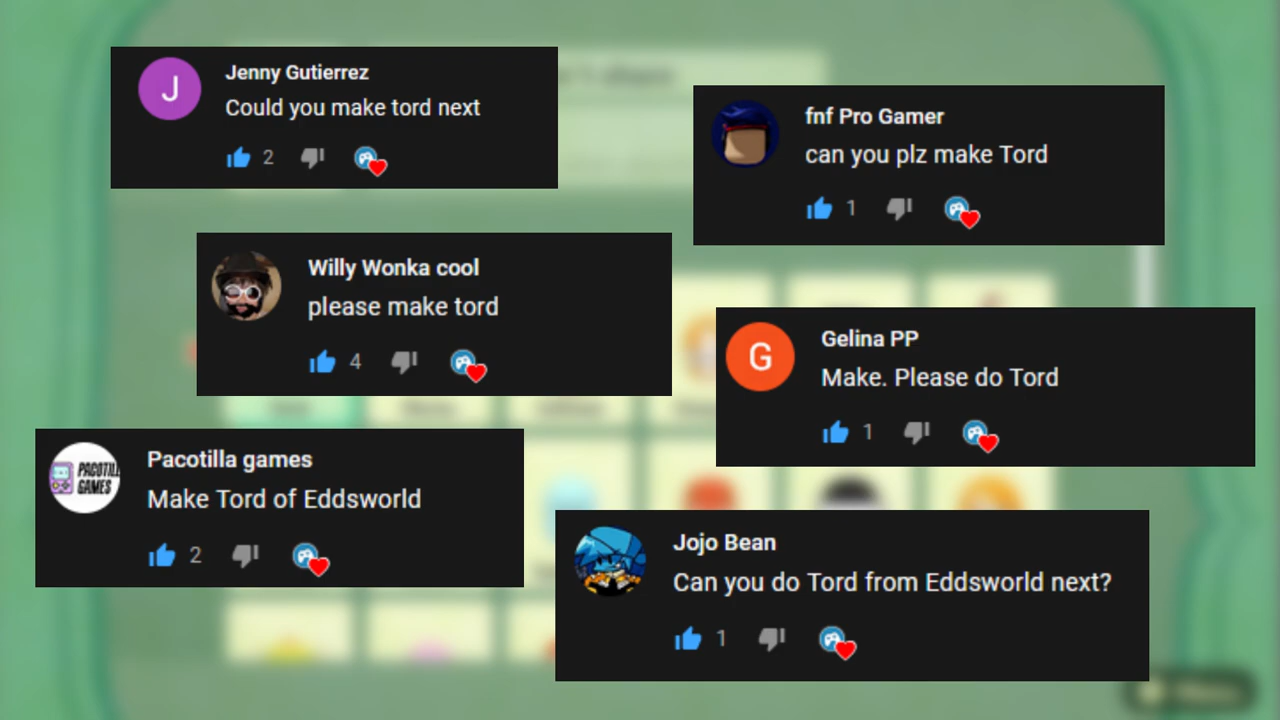 Jenny Gutierrez
Could you make tord next
2
fnf Pro Gamer
can you plz make Tord
1
Willy Wonka cool
please make tord
4
Gelina PP
Make. Please do Tord
1
Pacotilla games
PACOTILL
GAMES
Make Tord of Eddsworld
2
Jojo Bean
Can you do Tord from Eddsworld next?
1
J
G